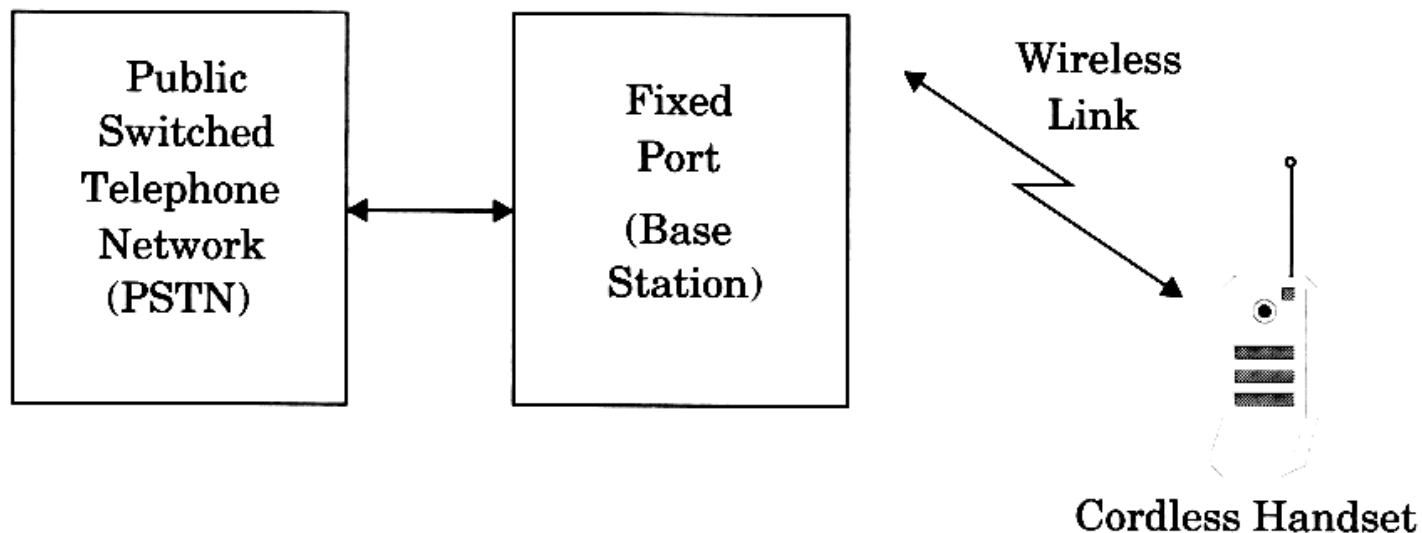 Public
Switched
Telephone
Network
(PSTN)
Fixed
Port
(Base
Station)
Wireless
Link
Cordless Handset